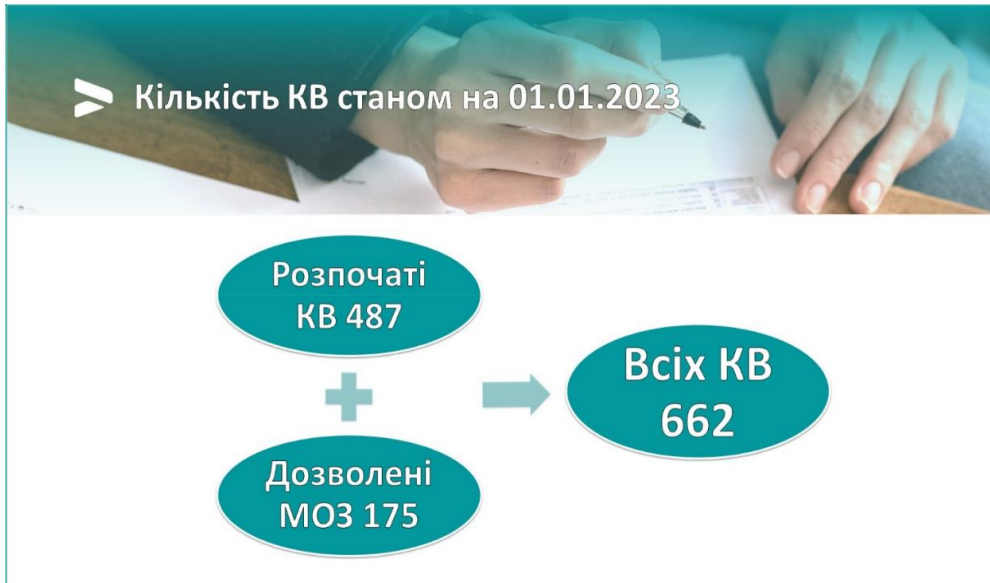 Кількість КВ станом на 01.01.2023
Розпочаті
КВ 487
Дозволені
МОЗ 175
Всіх КВ
662